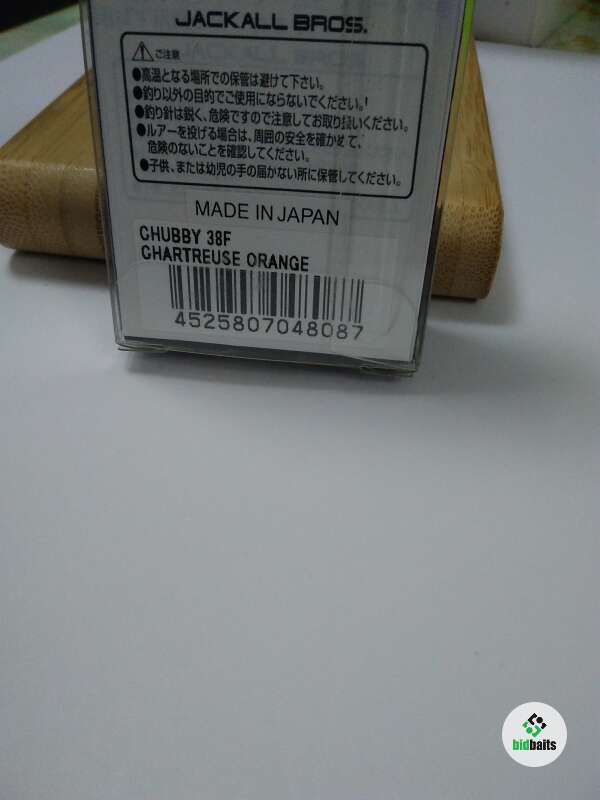 JACKALL BROS.
ご注意
●高温となる場所での保管は避けて下さい。
●釣り以外の目的でご使用にならないでください。!
●釣り針は鋭く、危険ですので注意してお取り扱いください。
●ルアーを投げる場合は、周囲の安全を確かめて、
危険のないことを確認してください。
●子供、または幼児の手の届かない所に保管してください。
MADE IN JAPAN
CHUBBY 38F
CHARTREUSE ORANGE
4525807048087
bidbaits